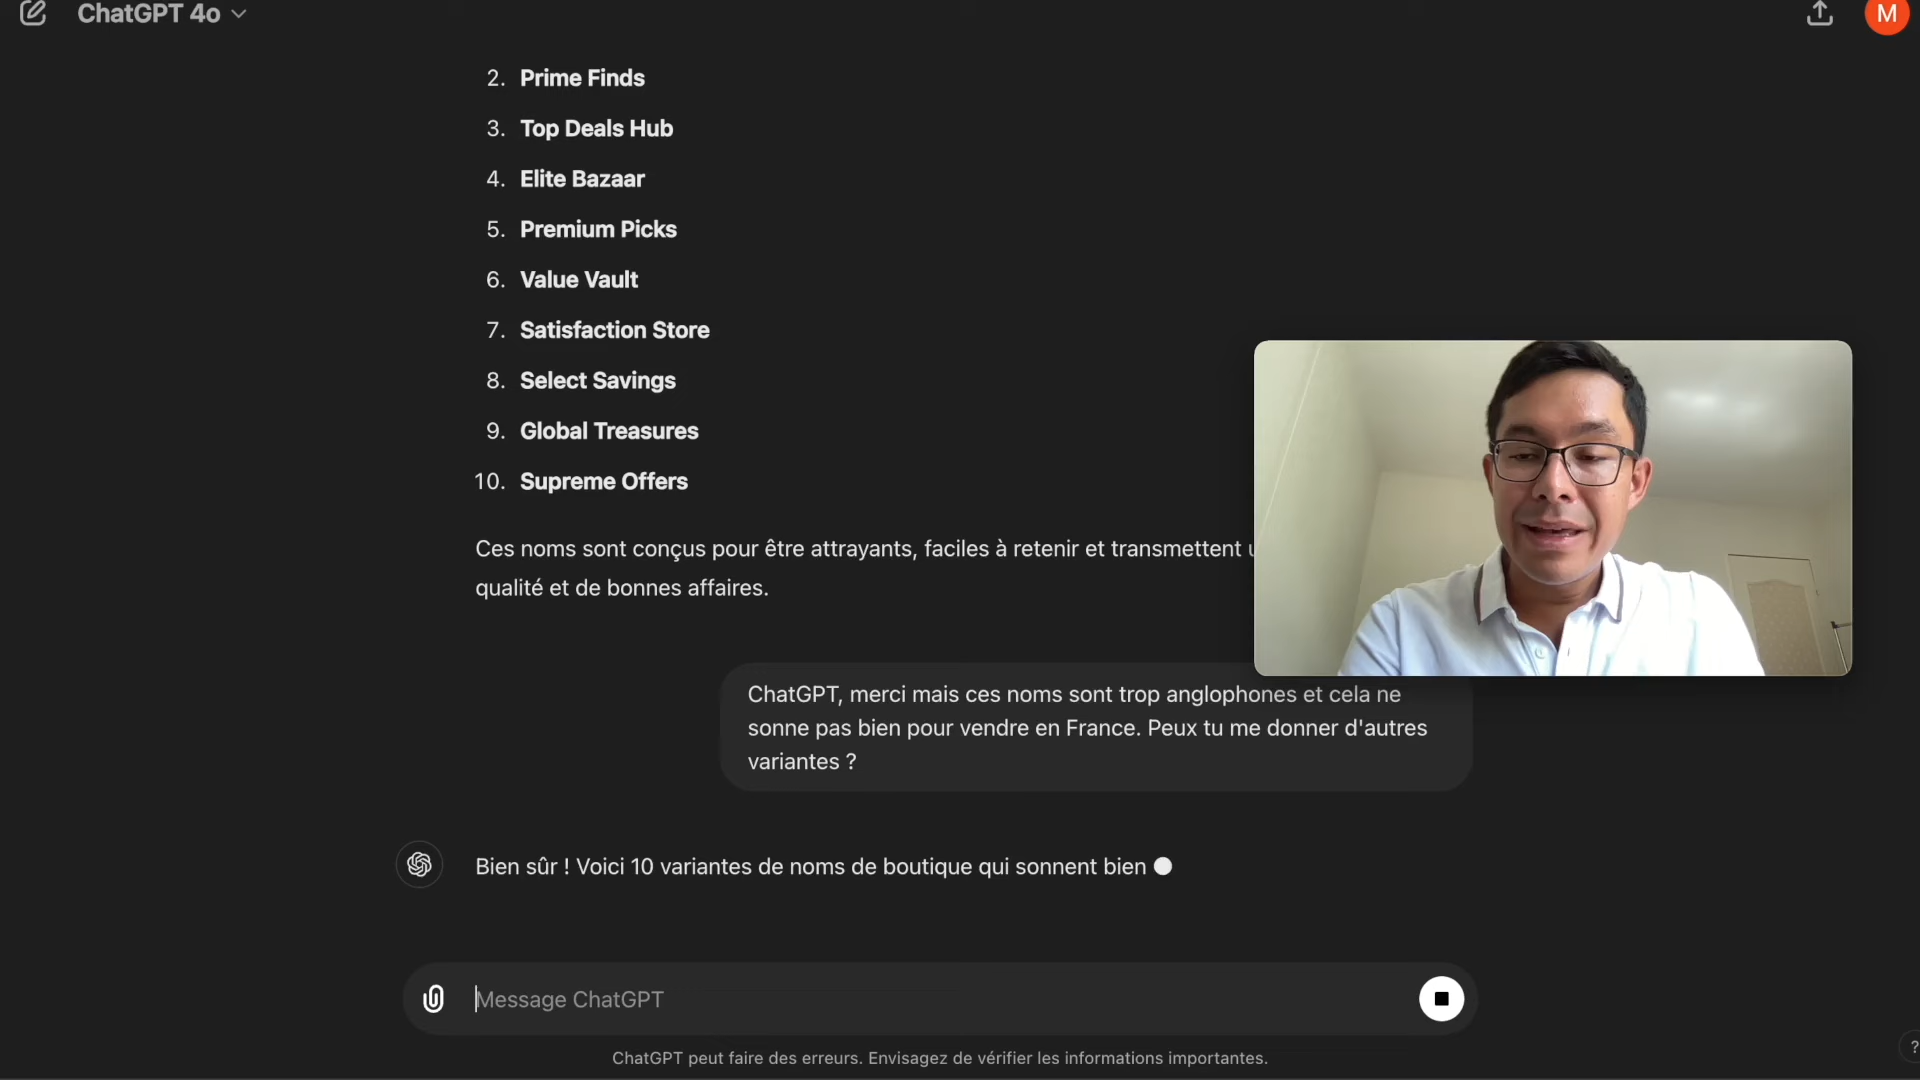 ChatGPT 4o
M
2. Prime Finds
3. Top Deals Hub
4. Elite Bazaar
5. Premium Picks
6. Value Vault
7. Satisfaction Store
8. Select Savings
9. Global Treasures
10. Supreme Offers
Ces noms sont conçus pour être attrayants, faciles à retenir et transmettent
qualité et de bonnes affaires.
ChatGPT, merci mais ces noms sont trop anglophones et cela ne
sonne pas bien pour vendre en France. Peux tu me donner d'autres
variantes ?
Bien sûr ! Voici 10 variantes de noms de boutique qui sonnent bien
Message ChatGPT
ChatGPT peut faire des erreurs. Envisagez de vérifier les informations importantes.
?